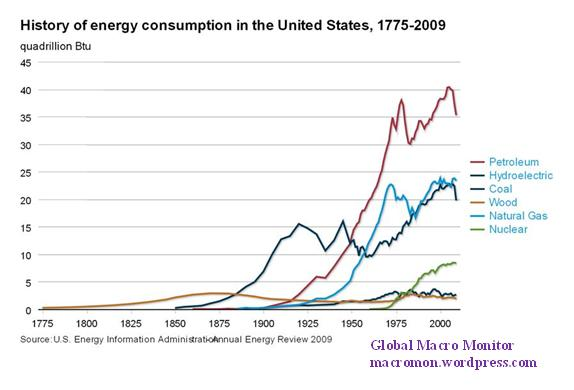 History of energy consumption in the United States, 1775-2009
quadrillion Btu
45
40
35
30
25
20
15
10
5
0
1775 1800 1825 1850 1875 1900 1925 1950 1975 2000
Petroleum
Hydroelectric
Coal
Wood
Natural Gas
Nuclear
Source: U.S. Energy Information Administration Annual Energy Review 2009
Global Macro Monitor
macromon.wordpress.com